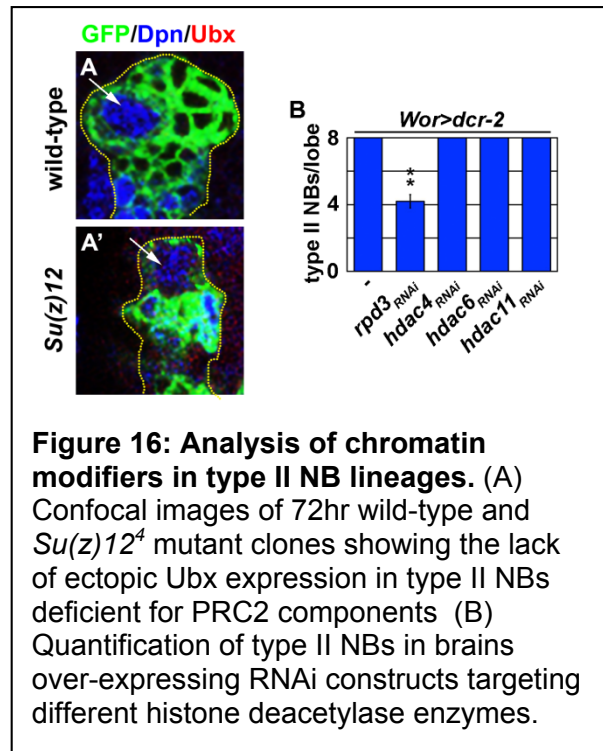 GFP/Dpn/Ubx
A
wild-type
A'
Su(z)12
B
Wor>dcr-2
type II NBs/lobe
8
4
0
-
rpd3 RNAi
hdac4 RNAi
hdac6 RNAi
hdac11 RNAi
**
Figure 16: Analysis of chromatin
modifiers in type II NB lineages. (A)
Confocal images of 72hr wild-type and
Su(z)12⁴ mutant clones showing the lack
of ectopic Ubx expression in type II NBs
deficient for PRC2 components (B)
Quantification of type II NBs in brains
over-expressing RNAi constructs targeting
different histone deacetylase enzymes.